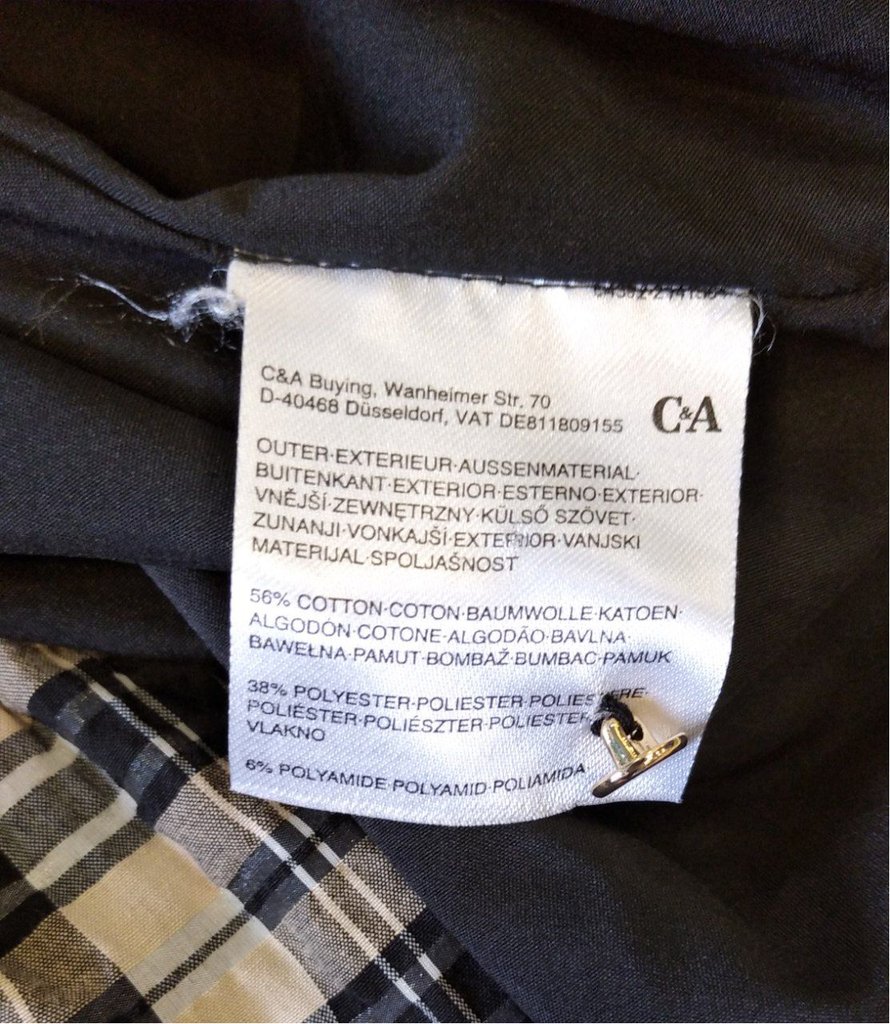 C&A Buying, Wanheimer Str. 70
D-40468 Düsseldorf, VAT DE811809155
C&A
OUTER·EXTERIEUR·AUSSENMATERIAL·
BUITENKANT·EXTERIOR·ESTERNO·EXTERIOR·
VNĚJŠÍ·ZEWNĘTRZNY·KÜLSŐ SZÖVET·
ZUNANJI·VONKAJŠÍ·EXTERIOR·VANJSKI
MATERIJAL·SPOLJAŠNOST
56% COTTON·COTON·BAUMWOLLE·KATOEN·
ALGODÓN·COTONE·ALGODÃO·BAVLNA·
BAWEŁNA·PAMUT·BOMBAŽ·BUMBAC·PAMUK
38% POLYESTER·POLIESTER·
POLIÉSTER·POLIÉSZTER·POLIESTER
VLAKNO
6% POLYAMIDE·POLYAMID·POLIAMIDA